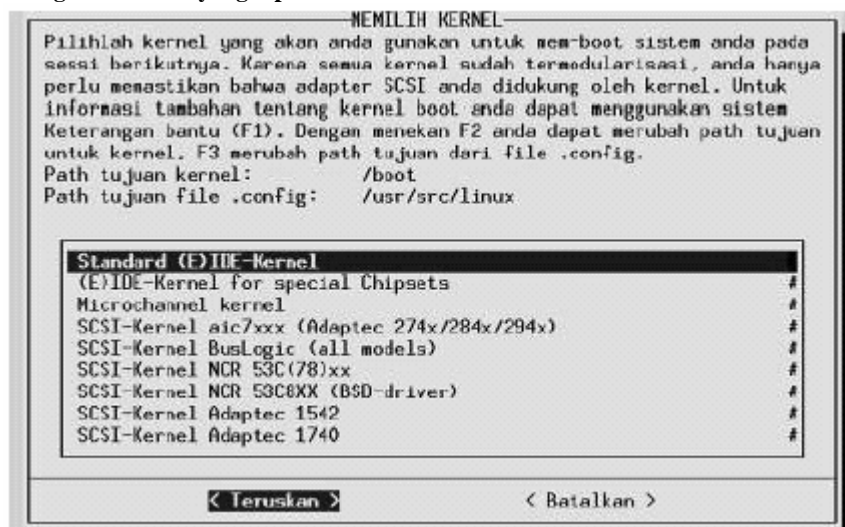 MEMILIH KERNEL
Pilihlah kernel yang akan anda gunakan untuk mem-boot sistem anda pada
sessi berikutnya. Karena semua kernel sudah termodularisasi, anda hanya
perlu memastikan bahwa adapter SCSI anda didukung oleh kernel. Untuk
informasi tambahan tentang kernel boot anda dapat menggunakan sistem
Keterangan bantu (F1). Dengan menekan F2 anda dapat merubah path tujuan
untuk kernel. F3 merubah path tujuan dari file .config.
Path tujuan kernel: /boot
Path tujuan file .config: /usr/src/linux
Standard (E)IDE-Kernel
(E)IDE-Kernel for special Chipsets #
Microchannel kernel #
SCSI-Kernel aic7xxx (Adaptec 274x/284x/294x) #
SCSI-Kernel BusLogic (all models) #
SCSI-Kernel NCR 53C(78)xx #
SCSI-Kernel NCR 53C8XX (BSD-driver) #
SCSI-Kernel Adaptec 1542 #
SCSI-Kernel Adaptec 1740 #
< Teruskan > < Batalkan >